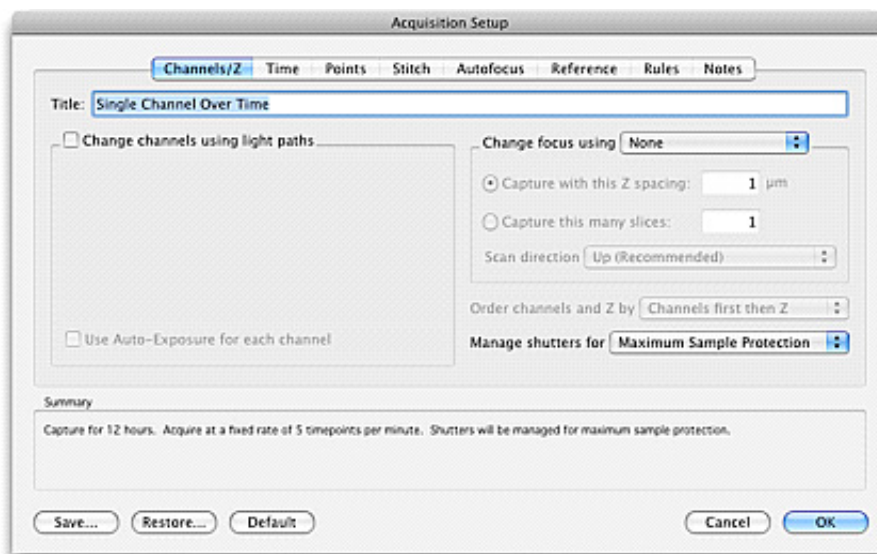 Acquisition Setup
Channels/Z Time Points Stitch Autofocus Reference Rules Notes
Title: Single Channel Over Time
Change channels using light paths
Use Auto-Exposure for each channel
Change focus using None
Capture with this Z spacing: 1 µm
Capture this many slices: 1
Scan direction Up (Recommended)
Order channels and Z by Channels first then Z
Manage shutters for Maximum Sample Protection
Summary
Capture for 12 hours. Acquire at a fixed rate of 5 timepoints per minute. Shutters will be managed for maximum sample protection.
Save... Restore... Default Cancel OK